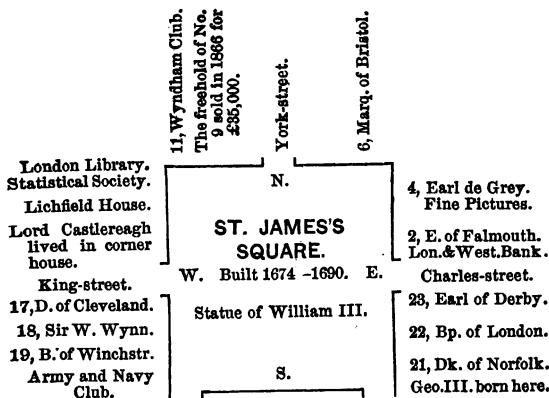 11, Wyndham Club.
The freehold of No.
9 sold in 1866 for
£35,000.
York-street.
6, Marq. of Bristol.
London Library.
Statistical Society.
Lichfield House.
Lord Castlereagh
lived in corner
house.
King-street.
17, D. of Cleveland.
18, Sir W. Wynn.
19, B. of Winchstr.
Army and Navy
Club.
N.
ST. JAMES'S
SQUARE.
W. Built 1674 -1690. E.
Statue of William III.
S.
4, Earl de Grey.
Fine Pictures.
2, E. of Falmouth.
Lon.&West.Bank.
Charles-street.
23, Earl of Derby.
22, Bp. of London.
21, Dk. of Norfolk.
Geo.III. born here.